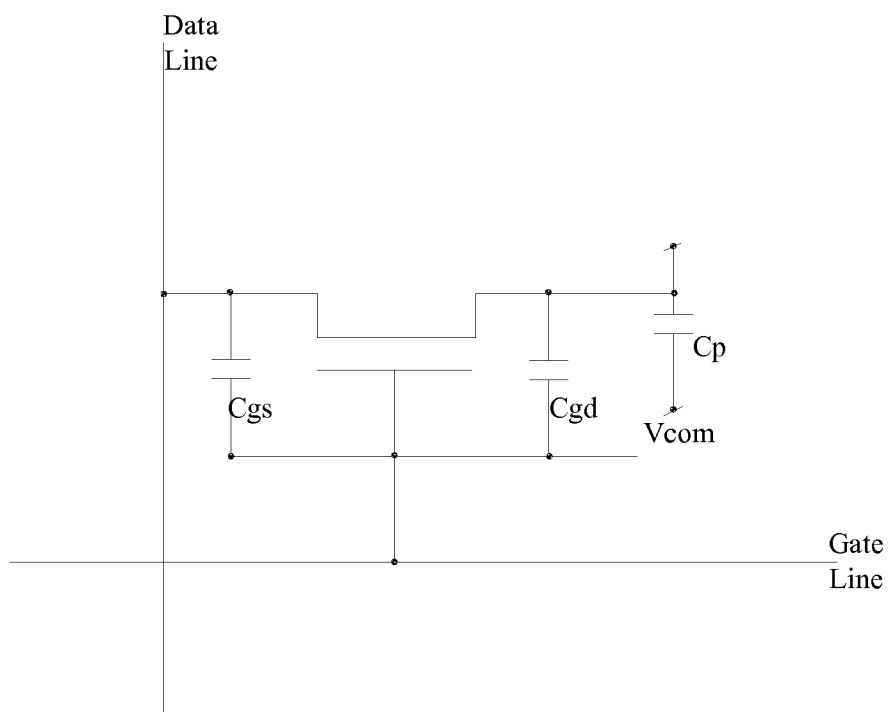 Data
Line
Cp
Cgs
Cgd
Vcom
Gate
Line